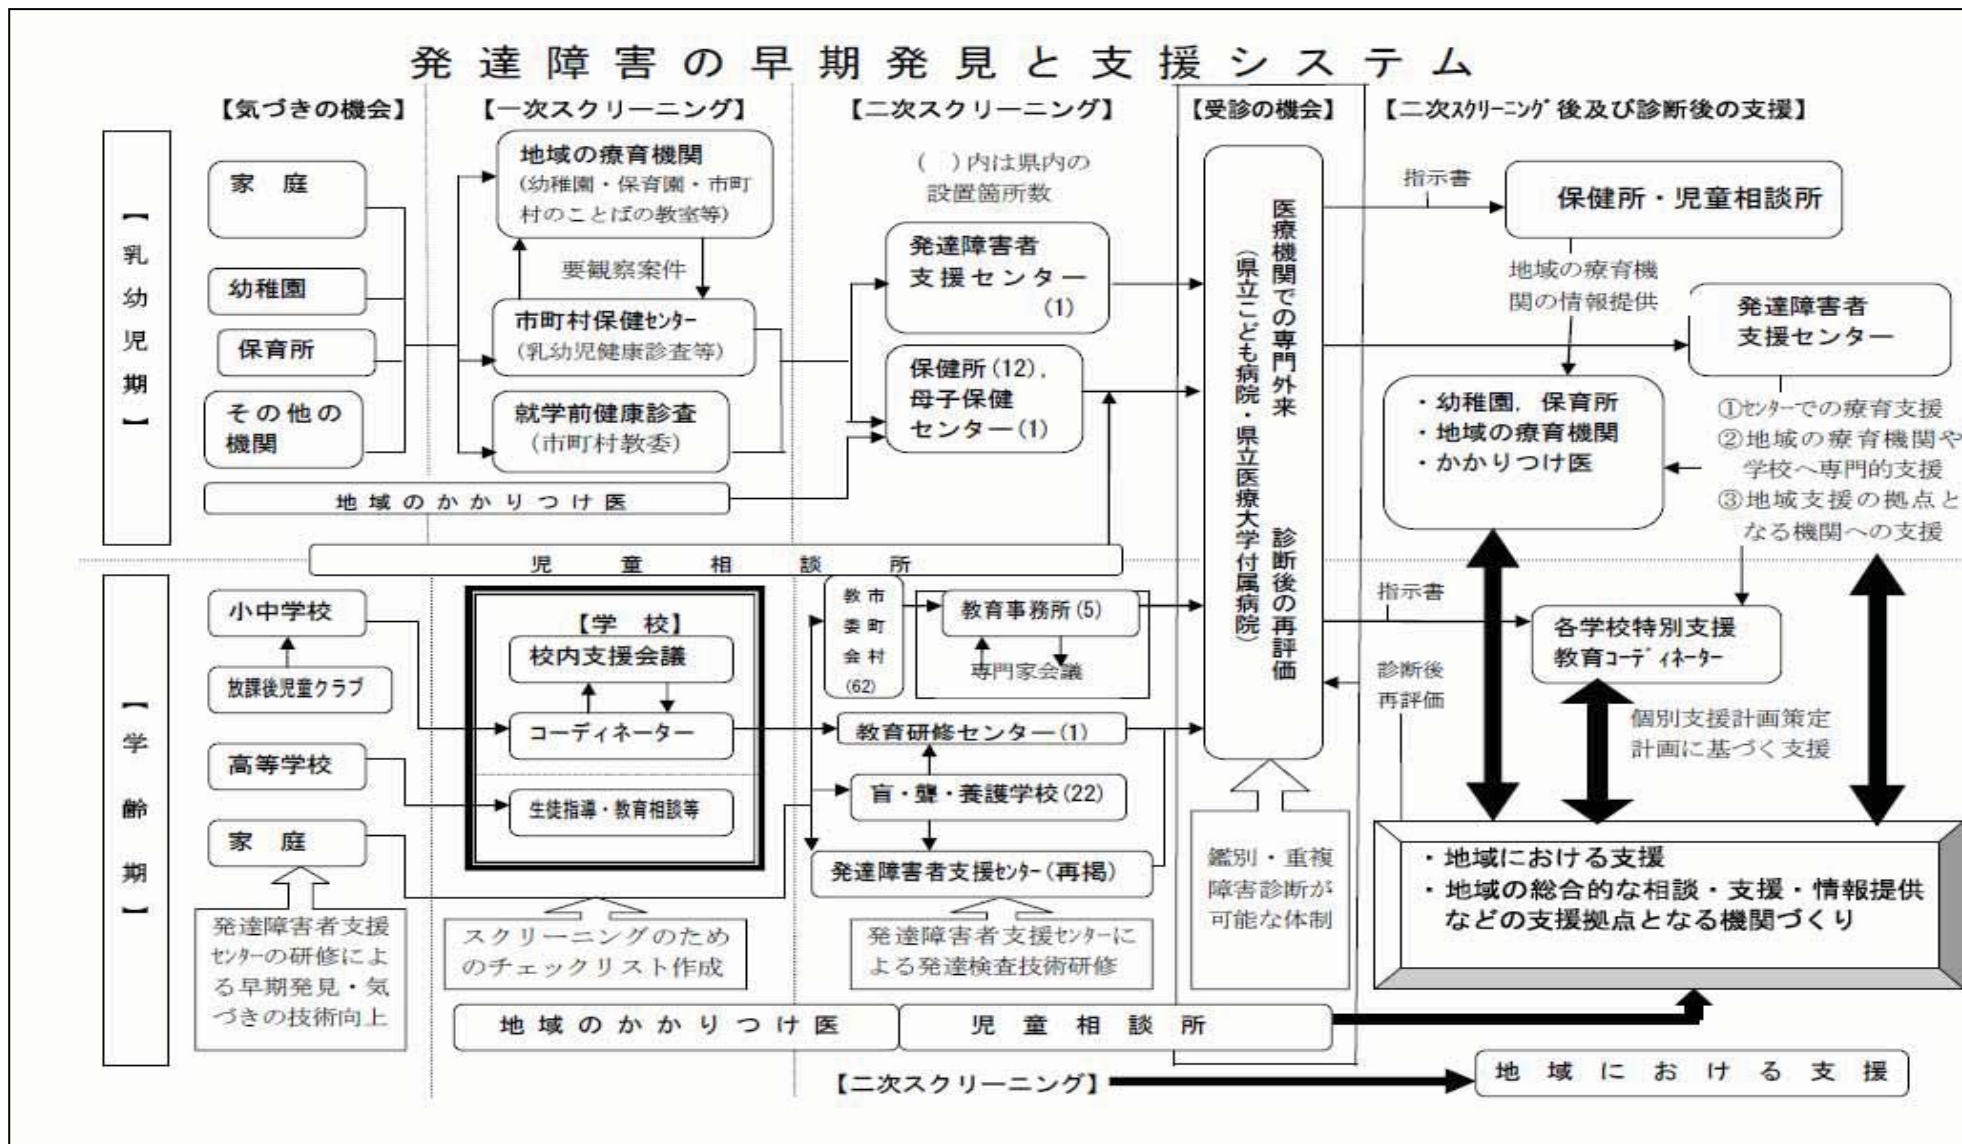 発達障害の早期発見と支援システム
【気づきの機会】
【一次スクリーニング】
【二次スクリーニング】
【受診の機会】
【二次ｽｸﾘｰﾆﾝｸﾞ後及び診断後の支援】
【乳幼児期】
家庭
幼稚園
保育所
その他の
機関
地域の療育機関
(幼稚園・保育園・市町
村のことばの教室等)
要観察案件
市町村保健ｾﾝﾀｰ
(乳幼児健康診査等)
就学前健康診査
(市町村教委)
地域のかかりつけ医
( )内は県内の
設置箇所数
発達障害者
支援センター
(1)
保健所(12),
母子保健
センター(1)
児童相談所
医療機関での専門外来 診断後の再評価
(県立こども病院・県立医療大学付属病院)
指示書
保健所・児童相談所
地域の療育機
関の情報提供
発達障害者
支援センター
・幼稚園，保育所
・地域の療育機関
・かかりつけ医
①ｾﾝﾀｰでの療育支援
②地域の療育機関や
学校へ専門的支援
③地域支援の拠点と
なる機関への支援
【学齢期】
小中学校
放課後児童クラブ
高等学校
家庭
【学校】
校内支援会議
コーディネーター
生徒指導・教育相談等
市町村
教委会
(62)
教育事務所(5)
専門家会議
教育研修センター(1)
盲・聾・養護学校(22)
発達障害者支援ｾﾝﾀｰ(再掲)
指示書
各学校特別支援
教育ｺｰﾃﾞｨﾈｰﾀｰ
診断後
再評価
個別支援計画策定
計画に基づく支援
・地域における支援
・地域の総合的な相談・支援・情報提供
などの支援拠点となる機関づくり
発達障害者支援
ｾﾝﾀｰの研修によ
る早期発見・気
づきの技術向上
スクリーニングのため
のチェックリスト作成
発達障害者支援ｾﾝﾀｰに
よる発達検査技術研修
鑑別・重複
障害診断が
可能な体制
地域のかかりつけ医
児童相談所
【二次スクリーニング】
地域における支援